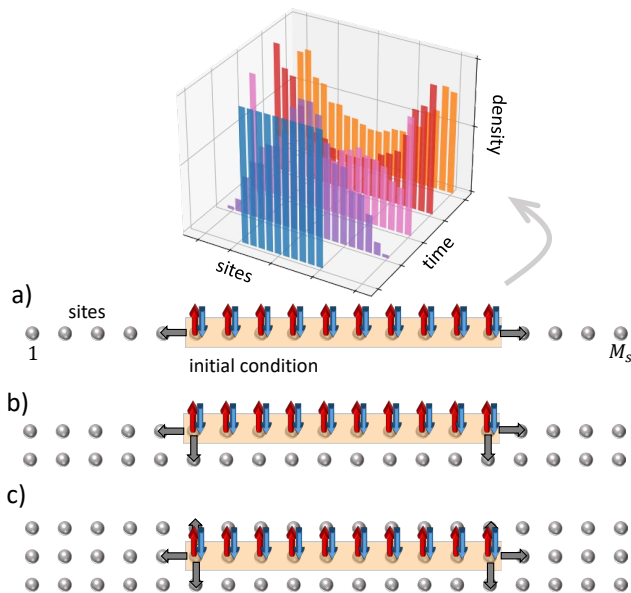 density
time
sites
a)
sites
1
M_s
initial condition
b)
c)